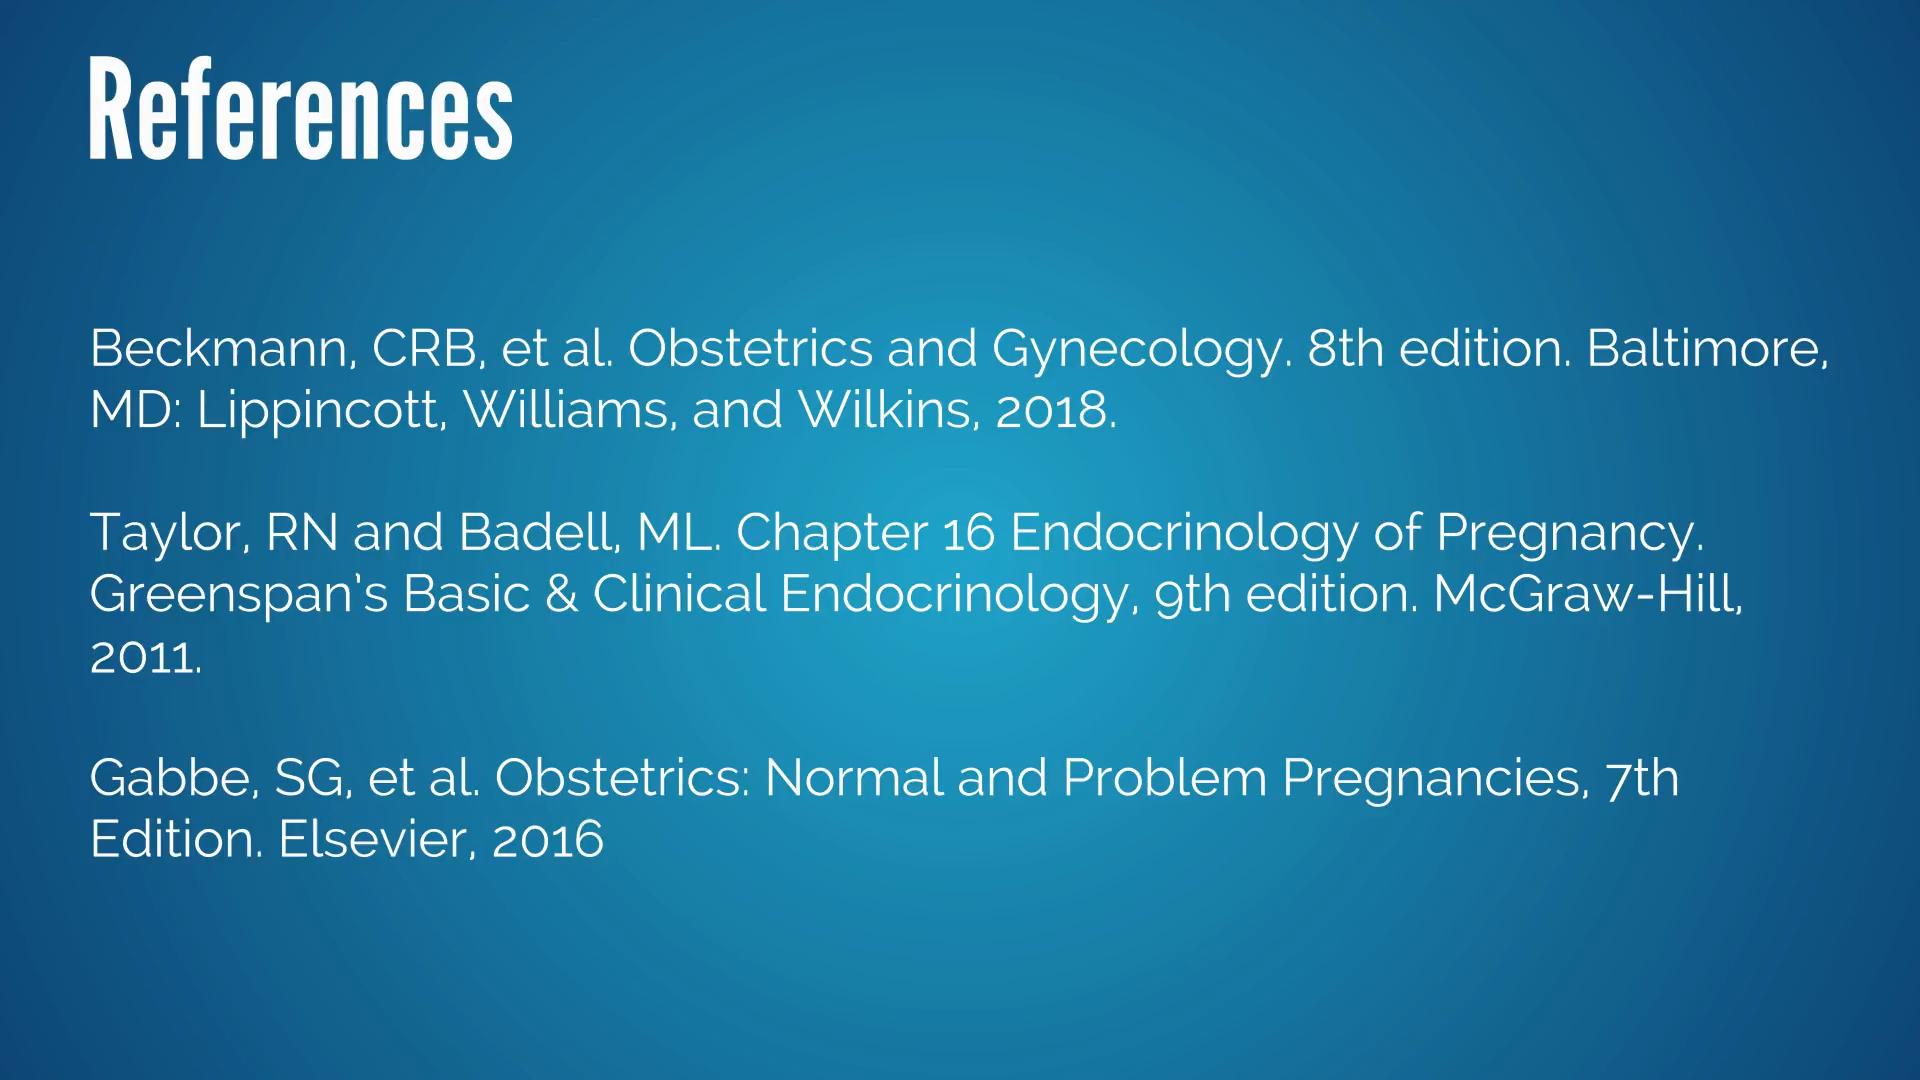 References
Beckmann, CRB, et al. Obstetrics and Gynecology. 8th edition. Baltimore,
MD: Lippincott, Williams, and Wilkins, 2018.
Taylor, RN and Badell, ML. Chapter 16 Endocrinology of Pregnancy.
Greenspan's Basic & Clinical Endocrinology, 9th edition. McGraw-Hill,
2011.
Gabbe, SG, et al. Obstetrics: Normal and Problem Pregnancies, 7th
Edition. Elsevier, 2016